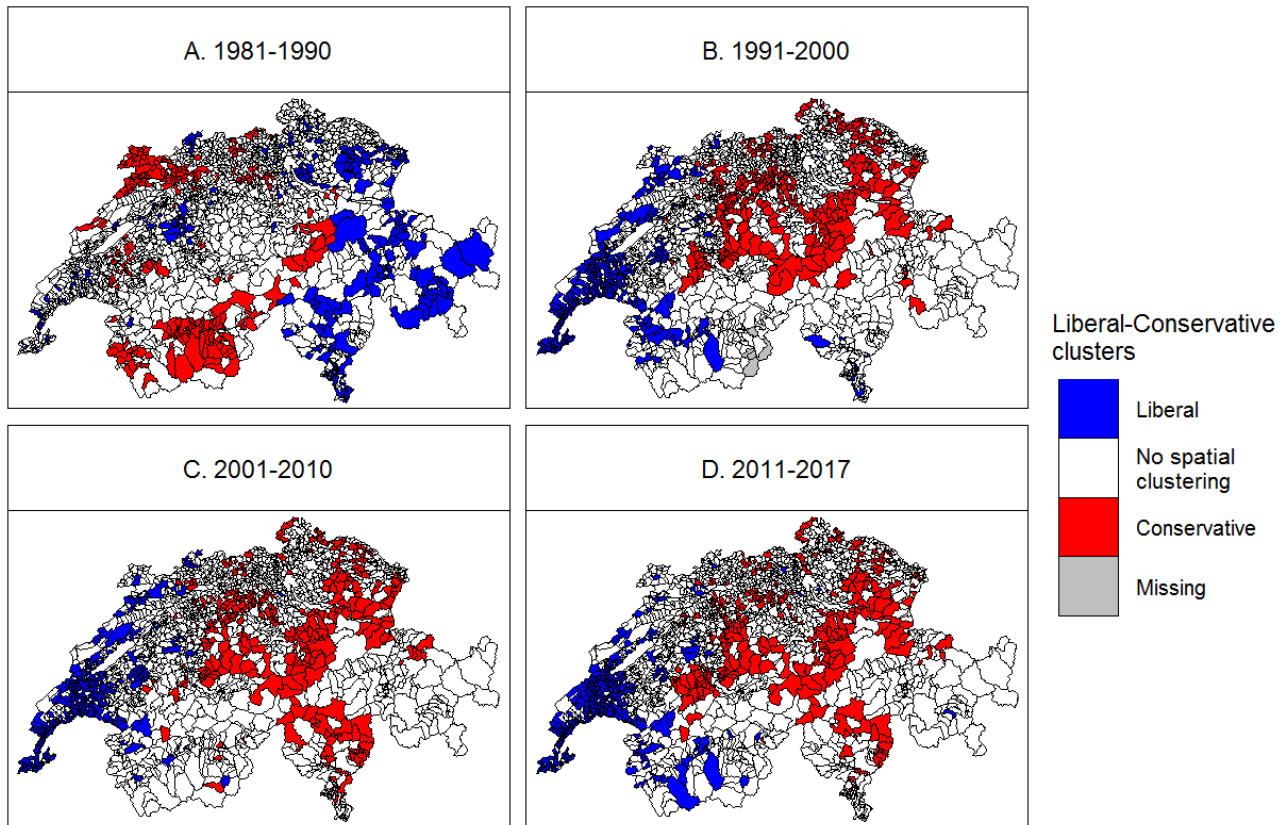 A. 1981-1990
B. 1991-2000
C. 2001-2010
D. 2011-2017
Liberal-Conservative
clusters
Liberal
No spatial
clustering
Conservative
Missing